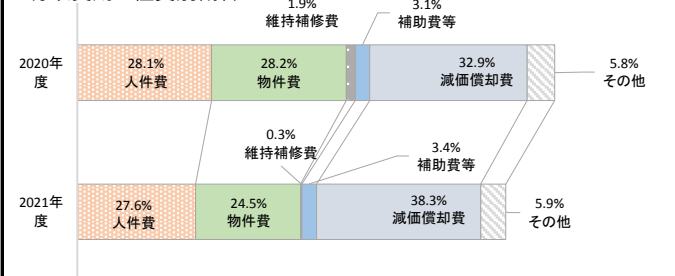 1.9%
維持補修費
3.1%
補助費等
2020年
度
28.1%
人件費
28.2%
物件費
32.9%
減価償却費
5.8%
その他
0.3%
維持補修費
3.4%
補助費等
2021年
度
27.6%
人件費
24.5%
物件費
38.3%
減価償却費
5.9%
その他